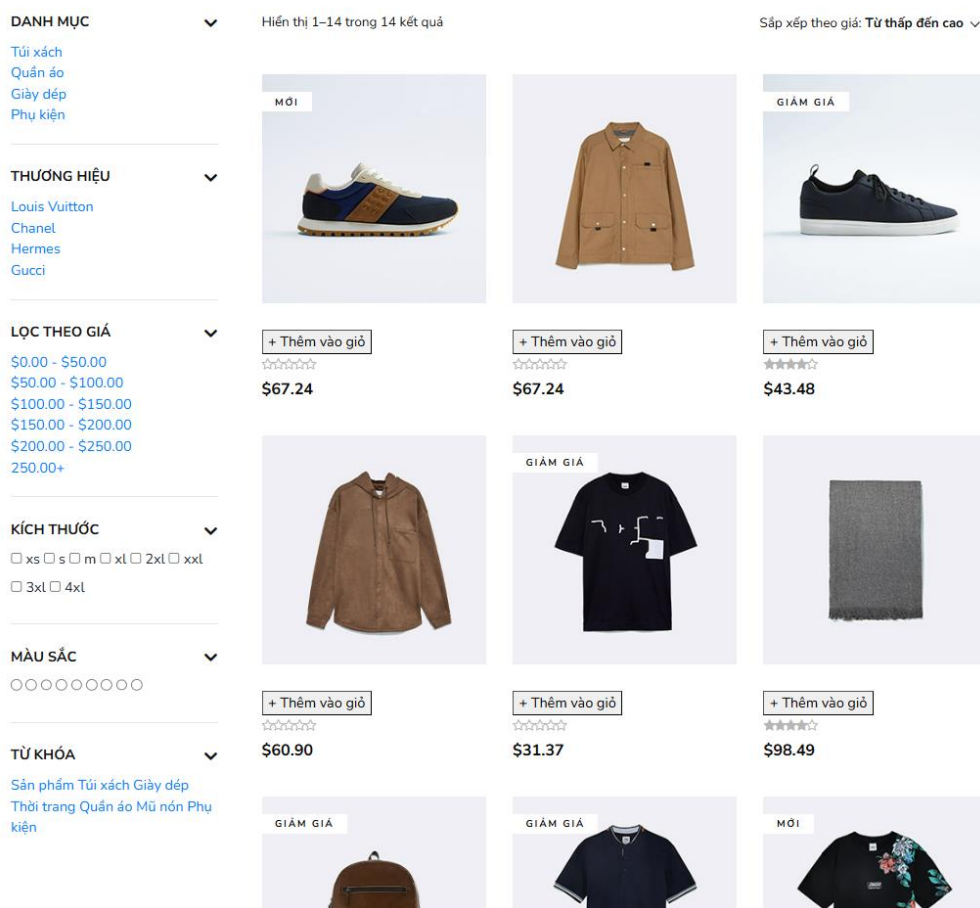 DANH MỤC
Túi xách
Quần áo
Giày dép
Phụ kiện
THƯƠNG HIỆU
Louis Vuitton
Chanel
Hermes
Gucci
LỌC THEO GIÁ
$0.00 - $50.00
$50.00 - $100.00
$100.00 - $150.00
$150.00 - $200.00
$200.00 - $250.00
250.00+
KÍCH THƯỚC
xs s m xl 2xl xxl
3xl 4xl
MÀU SẮC
TỪ KHÓA
Sản phẩm Túi xách Giày dép
Thời trang Quần áo Mũ nón Phụ
kiện
Hiển thị 1–14 trong 14 kết quả
Sắp xếp theo giá: Từ thấp đến cao
MỚI
GIẢM GIÁ
+ Thêm vào giỏ
+ Thêm vào giỏ
+ Thêm vào giỏ
$67.24
$67.24
$43.48
GIẢM GIÁ
+ Thêm vào giỏ
+ Thêm vào giỏ
+ Thêm vào giỏ
$60.90
$31.37
$98.49
GIẢM GIÁ
GIẢM GIÁ
MỚI